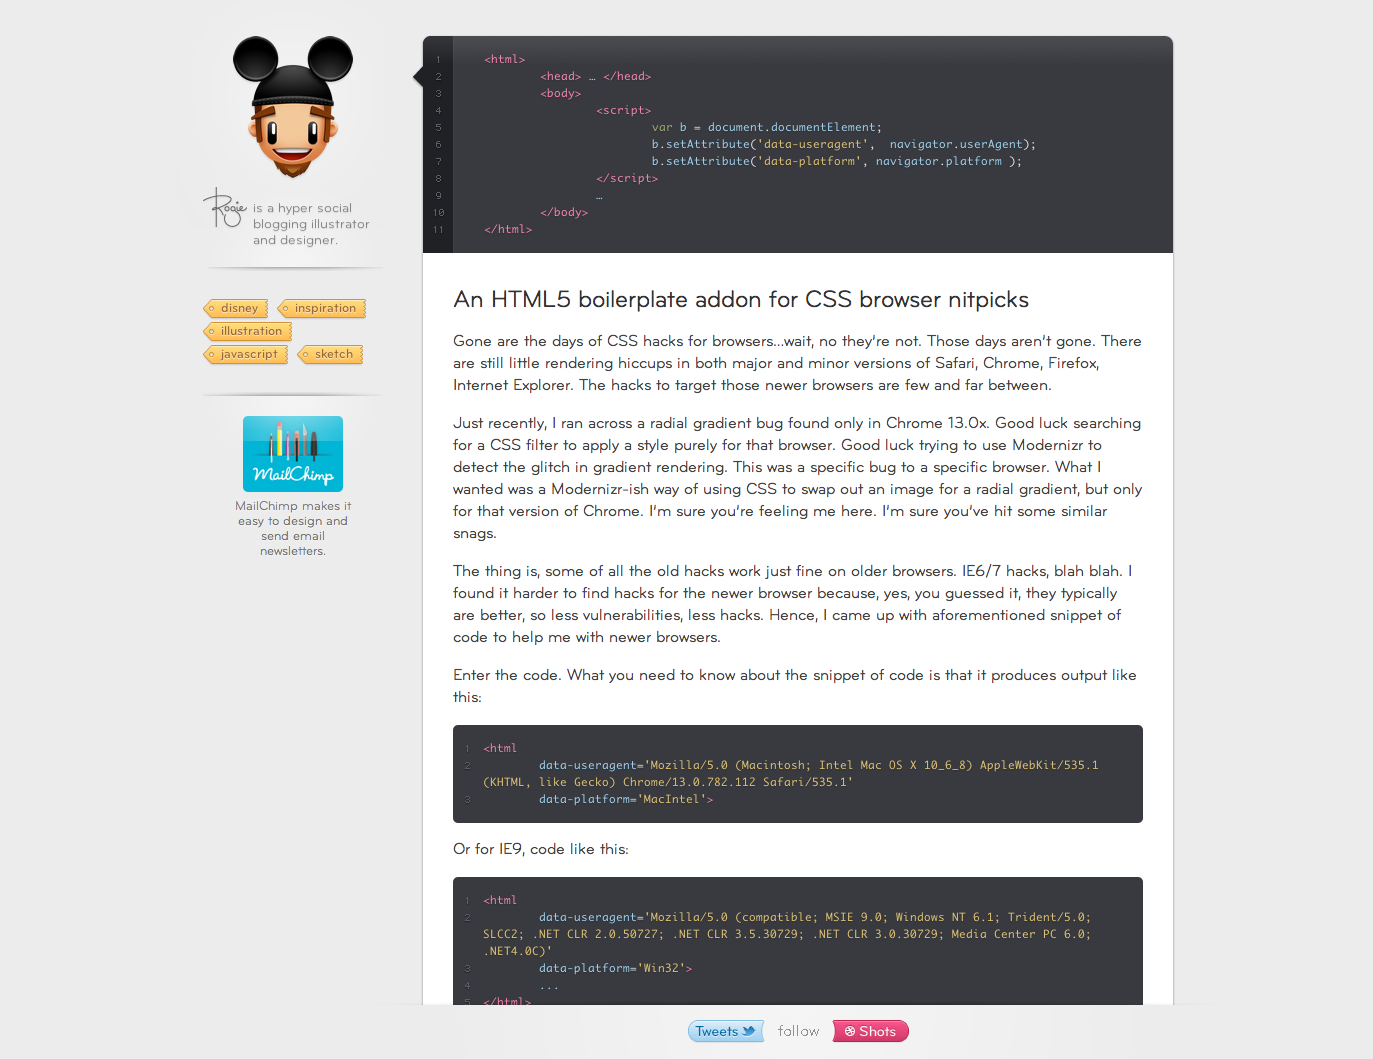 Rogie is a hyper social
blogging illustrator
and designer.
disney
inspiration
illustration
javascript
sketch
MailChimp
MailChimp makes it
easy to design and
send email
newsletters.
1 <html>
2 <head> … </head>
3 <body>
4 <script>
5 var b = document.documentElement;
6 b.setAttribute('data-useragent',  navigator.userAgent);
7 b.setAttribute('data-platform', navigator.platform );
8 </script>
9 …
10 </body>
11 </html>
An HTML5 boilerplate addon for CSS browser nitpicks
Gone are the days of CSS hacks for browsers…wait, no they're not. Those days aren't gone. There
are still little rendering hiccups in both major and minor versions of Safari, Chrome, Firefox,
Internet Explorer. The hacks to target those newer browsers are few and far between.
Just recently, I ran across a radial gradient bug found only in Chrome 13.0x. Good luck searching
for a CSS filter to apply a style purely for that browser. Good luck trying to use Modernizr to
detect the glitch in gradient rendering. This was a specific bug to a specific browser. What I
wanted was a Modernizr-ish way of using CSS to swap out an image for a radial gradient, but only
for that version of Chrome. I'm sure you're feeling me here. I'm sure you've hit some similar
snags.
The thing is, some of all the old hacks work just fine on older browsers. IE6/7 hacks, blah blah. I
found it harder to find hacks for the newer browser because, yes, you guessed it, they typically
are better, so less vulnerabilities, less hacks. Hence, I came up with aforementioned snippet of
code to help me with newer browsers.
Enter the code. What you need to know about the snippet of code is that it produces output like
this:
1 <html
2 data-useragent='Mozilla/5.0 (Macintosh; Intel Mac OS X 10_6_8) AppleWebKit/535.1
(KHTML, like Gecko) Chrome/13.0.782.112 Safari/535.1'
3 data-platform='MacIntel'>
Or for IE9, code like this:
1 <html
2 data-useragent='Mozilla/5.0 (compatible; MSIE 9.0; Windows NT 6.1; Trident/5.0;
SLCC2; .NET CLR 2.0.50727; .NET CLR 3.5.30729; .NET CLR 3.0.30729; Media Center PC 6.0;
.NET4.0C)'
3 data-platform='Win32'>
4 ...
5 </html>
Tweets follow Shots